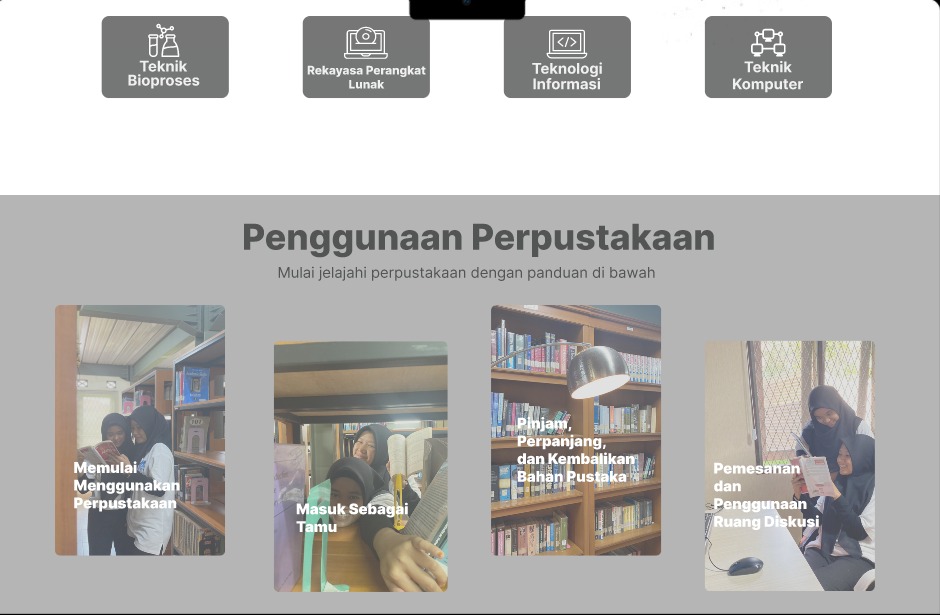 Teknik
Bioproses
Rekayasa Perangkat
Lunak
Teknologi
Informasi
Teknik
Komputer
Penggunaan Perpustakaan
Mulai jelajahi perpustakaan dengan panduan di bawah
Memulai
Menggunakan
Perpustakaan
Masuk Sebagai
Tamu
Pinjam,
Perpanjang,
dan Kembalikan
Bahan Pustaka
Pemesanan
dan
Penggunaan
Ruang Diskusi